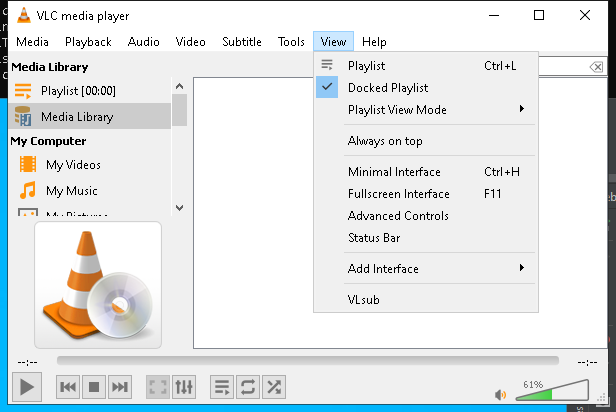 VLC media player
Media Playback Audio Video Subtitle Tools View Help
Media Library
Playlist [00:00]
Media Library
My Computer
My Videos
My Music
My Pictures
Playlist Ctrl+L
Docked Playlist
Playlist View Mode
Always on top
Minimal Interface Ctrl+H
Fullscreen Interface F11
Advanced Controls
Status Bar
Add Interface
VLsub
--:-- --:--
61%